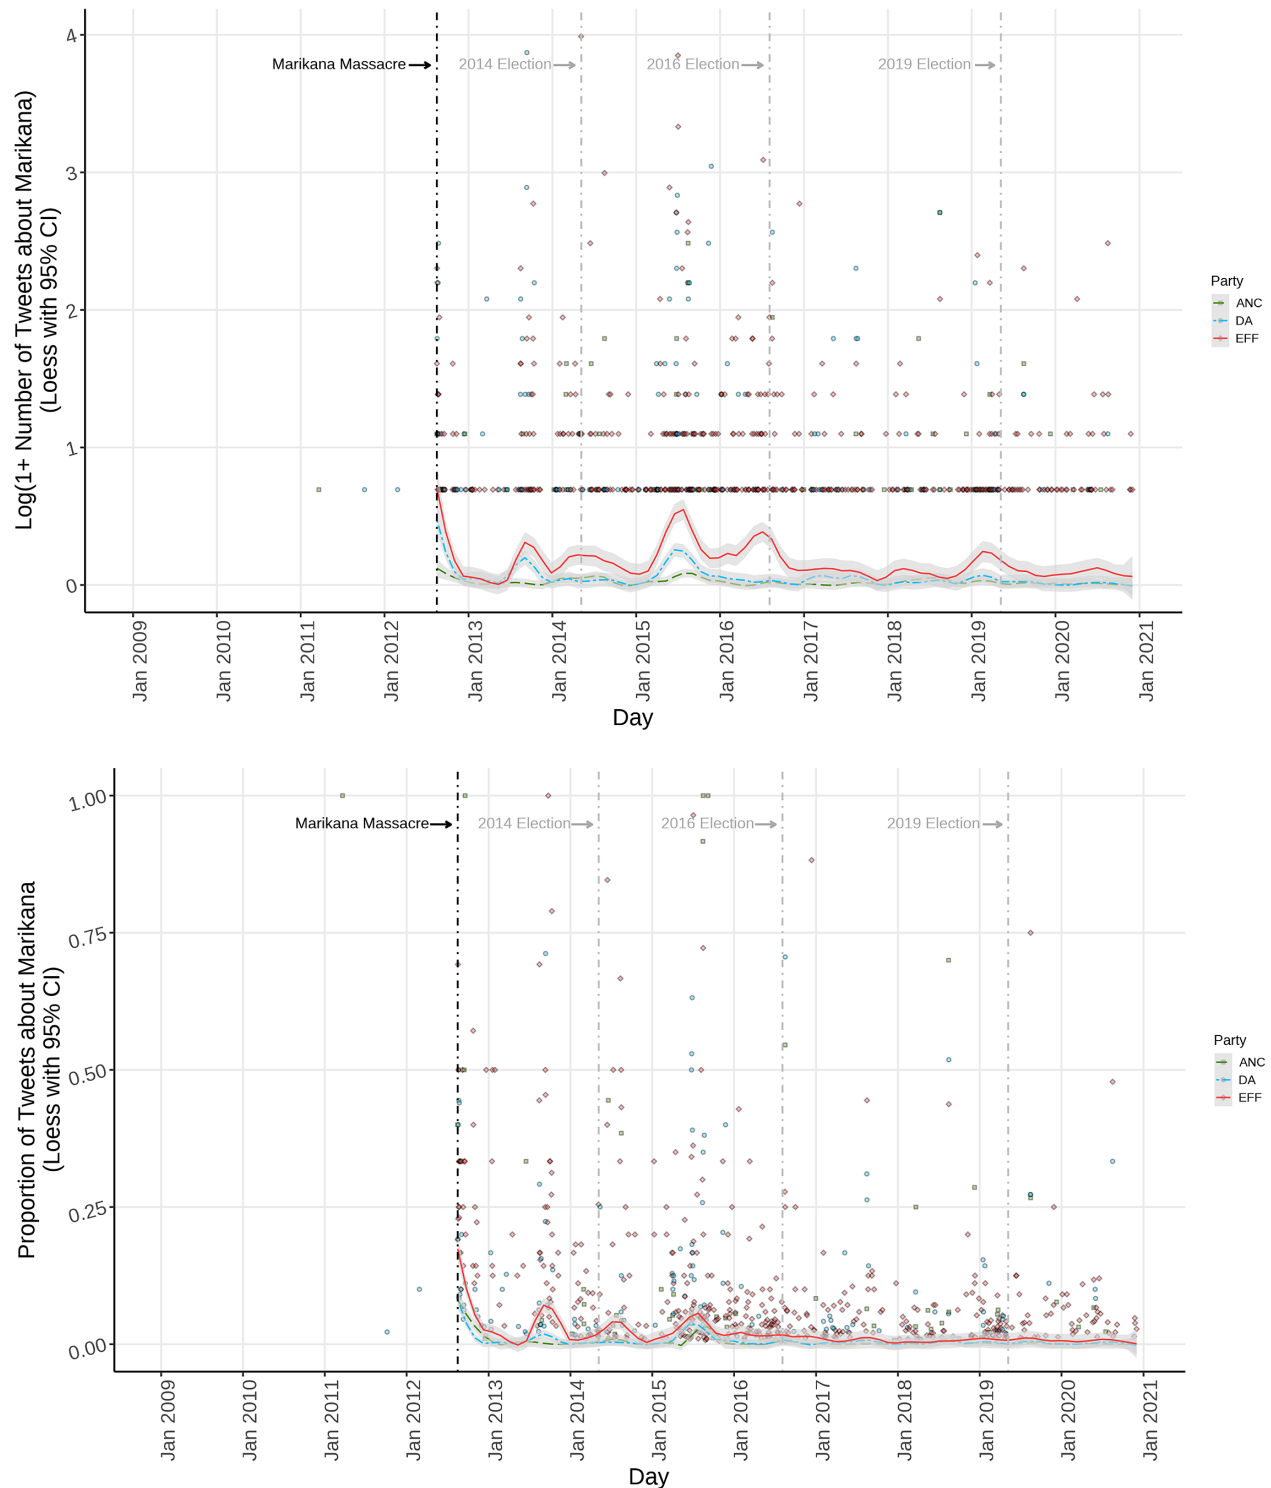 4
Marikana Massacre
2014 Election
2016 Election
2019 Election
3
2
1
0
Log(1+ Number of Tweets about Marikana)
(Loess with 95% CI)
Jan 2009
Jan 2010
Jan 2011
Jan 2012
Jan 2013
Jan 2014
Jan 2015
Jan 2016
Jan 2017
Jan 2018
Jan 2019
Jan 2020
Jan 2021
Day
Party
ANC
DA
EFF
1.00
Marikana Massacre
2014 Election
2016 Election
2019 Election
0.75
0.50
0.25
0.00
Proportion of Tweets about Marikana
(Loess with 95% CI)
Jan 2009
Jan 2010
Jan 2011
Jan 2012
Jan 2013
Jan 2014
Jan 2015
Jan 2016
Jan 2017
Jan 2018
Jan 2019
Jan 2020
Jan 2021
Day
Party
ANC
DA
EFF